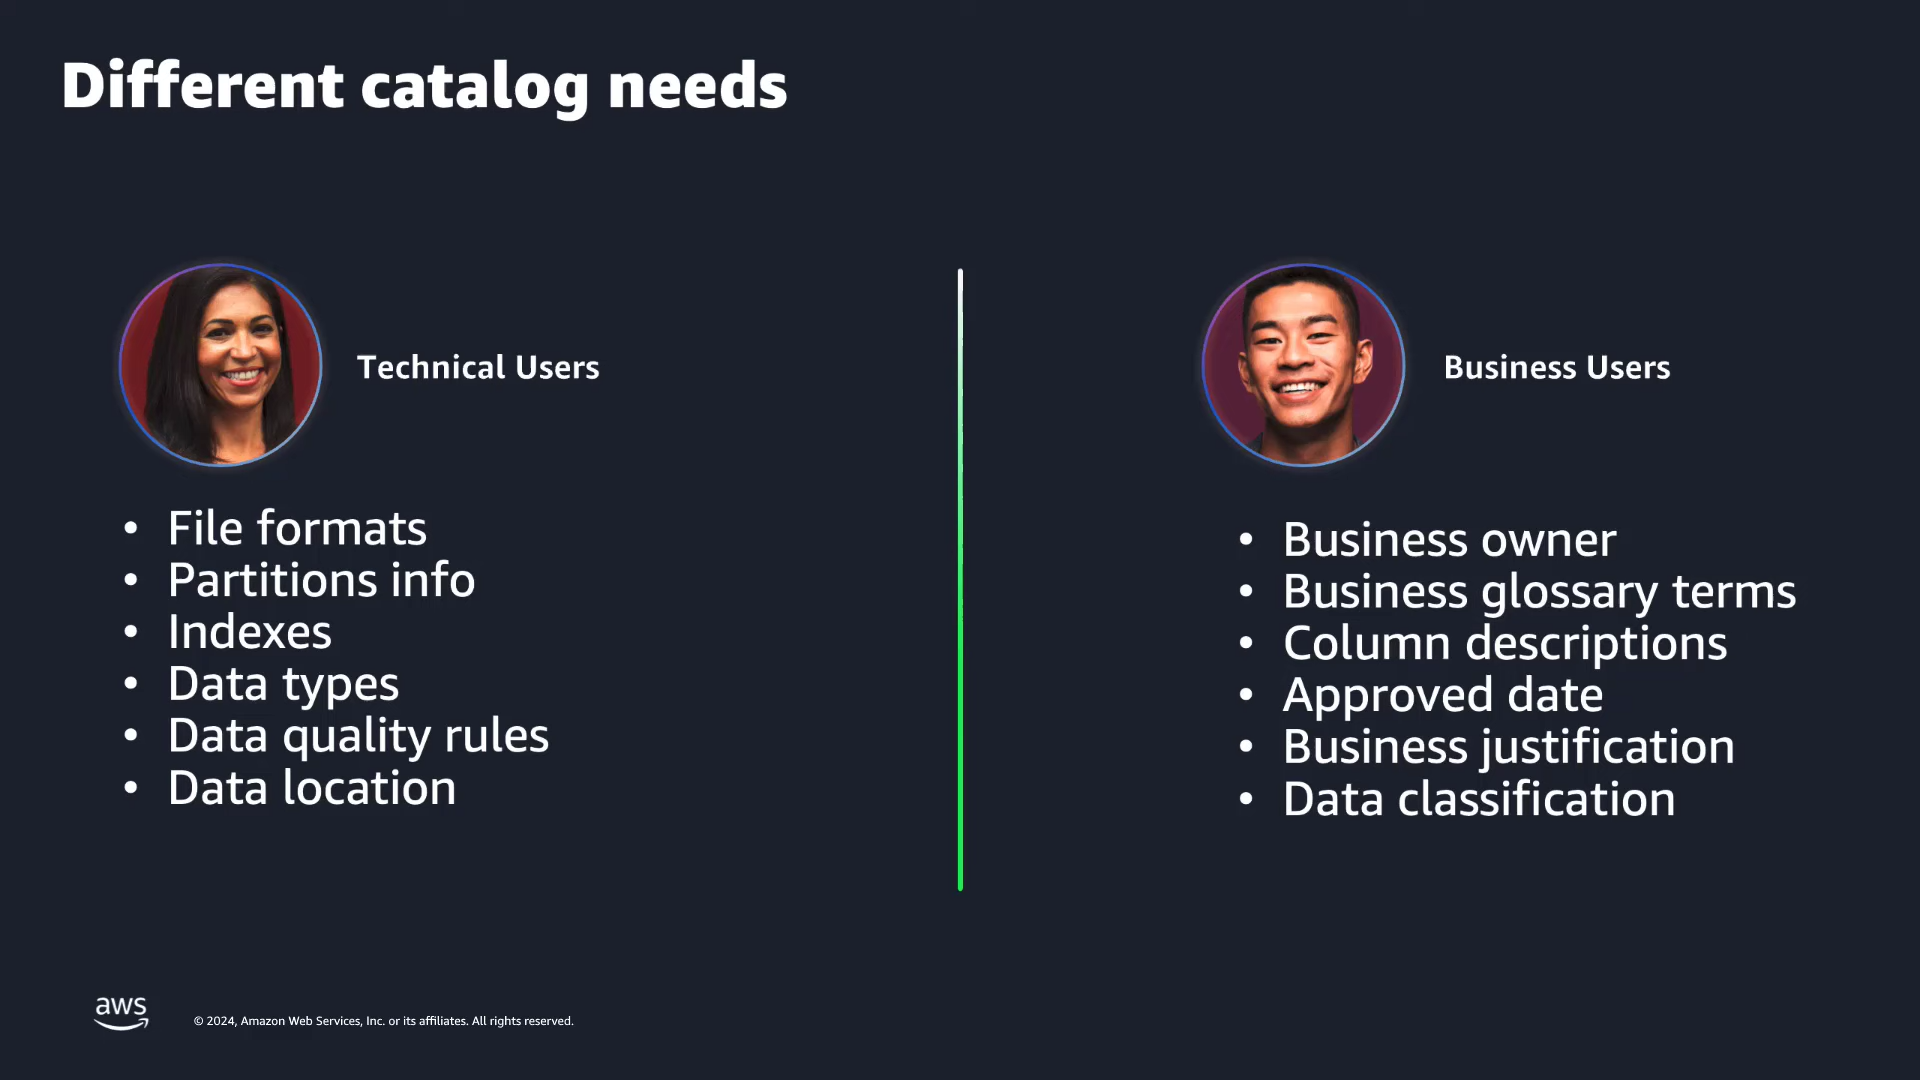 Different catalog needs
Technical Users
• File formats
• Partitions info
• Indexes
• Data types
• Data quality rules
• Data location
Business Users
• Business owner
• Business glossary terms
• Column descriptions
• Approved date
• Business justification
• Data classification
aws
© 2024, Amazon Web Services, Inc. or its affiliates. All rights reserved.